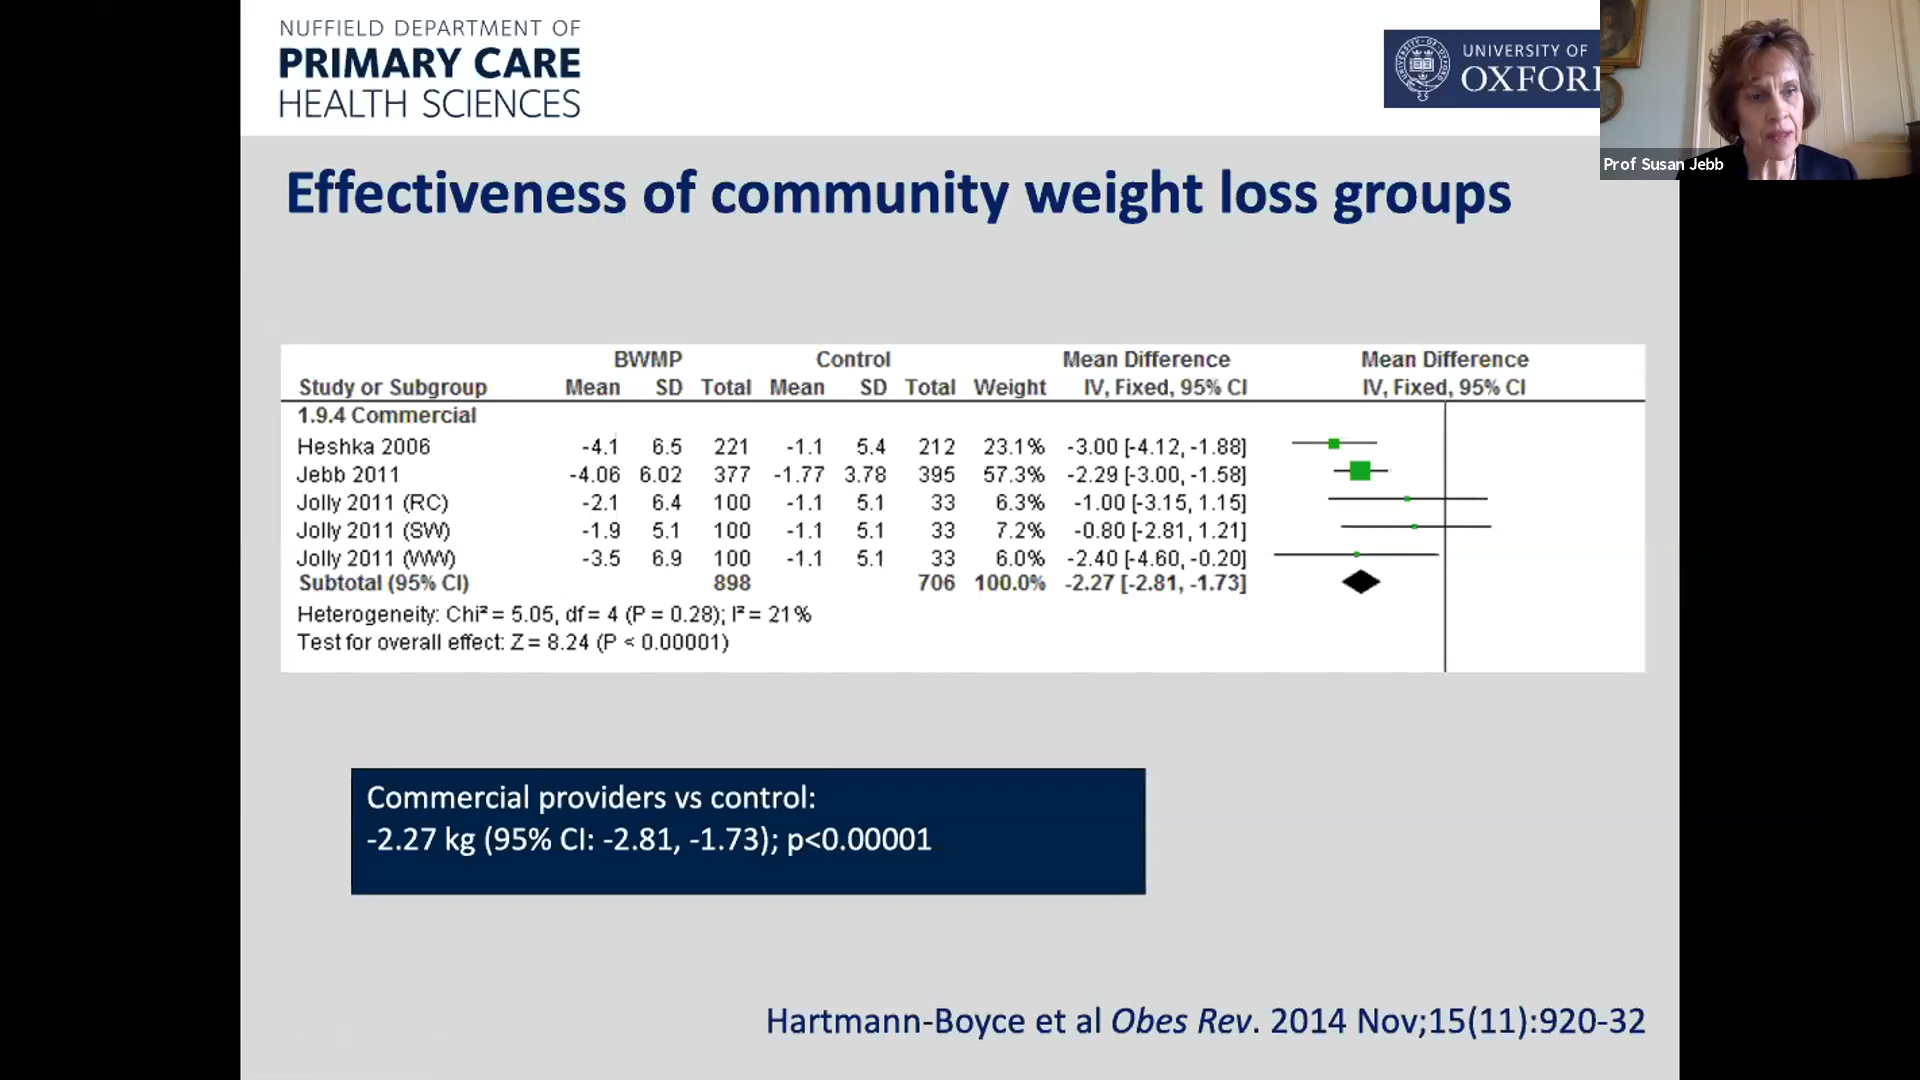 NUFFIELD DEPARTMENT OF
PRIMARY CARE
HEALTH SCIENCES
UNIVERSITY OF
OXFOR
Prof Susan Jebb
Effectiveness of community weight loss groups
BWMP Control Mean Difference Mean Difference
Study or Subgroup Mean SD Total Mean SD Total Weight IV, Fixed, 95% CI IV, Fixed, 95% CI
1.9.4 Commercial
Heshka 2006 -4.1 6.5 221 -1.1 5.4 212 23.1% -3.00 [-4.12, -1.88]
Jebb 2011 -4.06 6.02 377 -1.77 3.78 395 57.3% -2.29 [-3.00, -1.58]
Jolly 2011 (RC) -2.1 6.4 100 -1.1 5.1 33 6.3% -1.00 [-3.15, 1.15]
Jolly 2011 (SW) -1.9 5.1 100 -1.1 5.1 33 7.2% -0.80 [-2.81, 1.21]
Jolly 2011 (WW) -3.5 6.9 100 -1.1 5.1 33 6.0% -2.40 [-4.60, -0.20]
Subtotal (95% CI) 898 706 100.0% -2.27 [-2.81, -1.73]
Heterogeneity: Chi² = 5.05, df = 4 (P = 0.28); I² = 21%
Test for overall effect: Z = 8.24 (P < 0.00001)
Commercial providers vs control:
-2.27 kg (95% CI: -2.81, -1.73); p<0.00001
Hartmann-Boyce et al Obes Rev. 2014 Nov;15(11):920-32